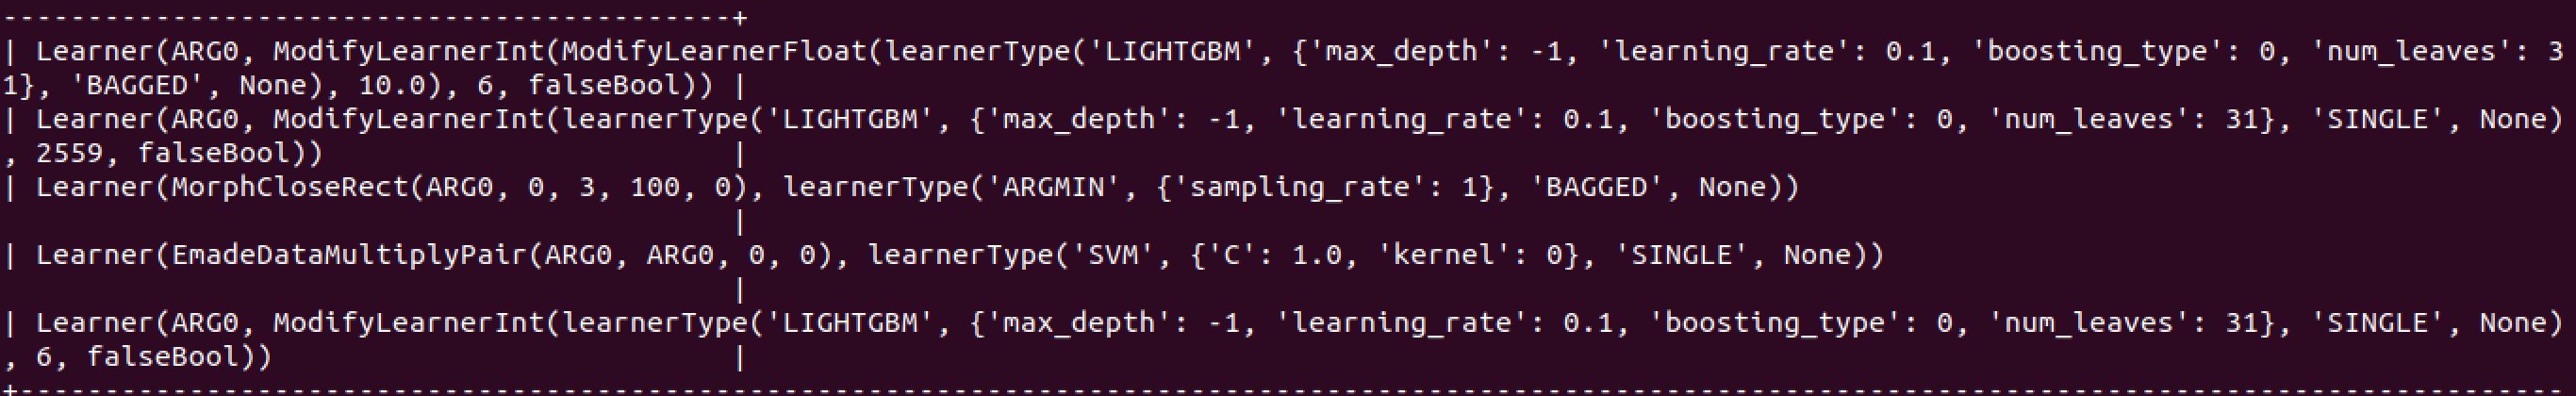 -------------------------------------------+
| Learner(ARG0, ModifyLearnerInt(ModifyLearnerFloat(learnerType('LIGHTGBM', {'max_depth': -1, 'learning_rate': 0.1, 'boosting_type': 0, 'num_leaves': 3
1}, 'BAGGED', None), 10.0), 6, falseBool)) |
| Learner(ARG0, ModifyLearnerInt(learnerType('LIGHTGBM', {'max_depth': -1, 'learning_rate': 0.1, 'boosting_type': 0, 'num_leaves': 31}, 'SINGLE', None)
, 2559, falseBool))                        |
| Learner(MorphCloseRect(ARG0, 0, 3, 100, 0), learnerType('ARGMIN', {'sampling_rate': 1}, 'BAGGED', None))
                                           |
| Learner(EmadeDataMultiplyPair(ARG0, ARG0, 0, 0), learnerType('SVM', {'C': 1.0, 'kernel': 0}, 'SINGLE', None))
                                           |
| Learner(ARG0, ModifyLearnerInt(learnerType('LIGHTGBM', {'max_depth': -1, 'learning_rate': 0.1, 'boosting_type': 0, 'num_leaves': 31}, 'SINGLE', None)
, 6, falseBool))                           |
+------------------------------------------------------------------------------------------------------------------------------------------------------